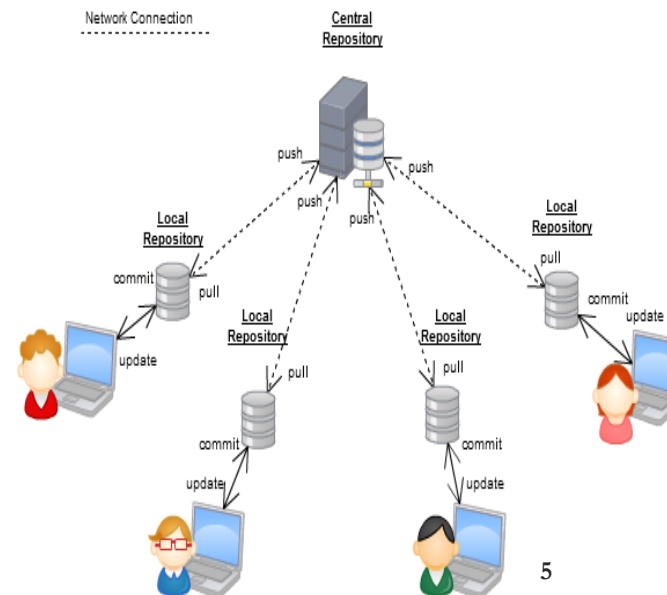 Network Connection
Central
Repository
push
push
push
push
Local
Repository
commit
pull
update
Local
Repository
pull
commit
update
Local
Repository
pull
commit
update
Local
Repository
pull
commit
update
5